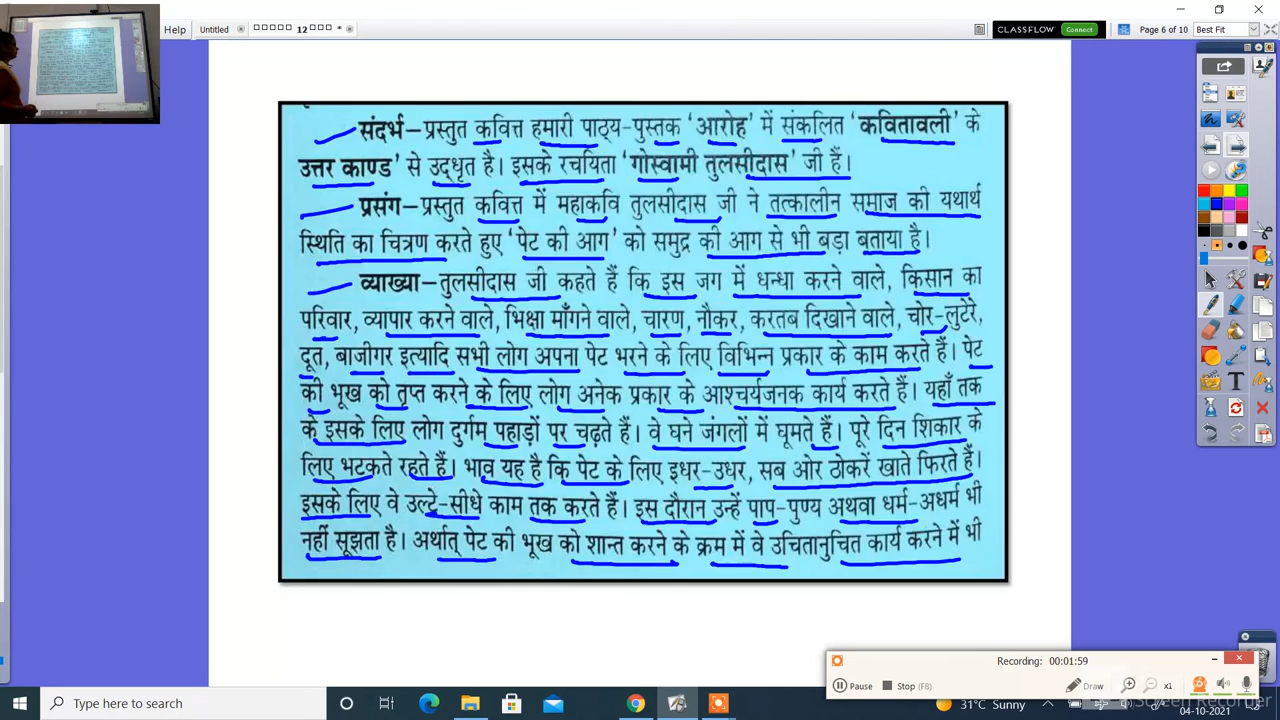 Help
Untitled
12 *
CLASSFLOW Connect
Page 6 of 10
Best Fit
संदर्भ–प्रस्तुत कवित्त हमारी पाठ्य-पुस्तक 'आरोह' में संकलित 'कवितावली' के
उत्तर काण्ड' से उद्धृत है। इसके रचयिता 'गोस्वामी तुलसीदास' जी हैं।
प्रसंग–प्रस्तुत कवित्त में महाकवि तुलसीदास जी ने तत्कालीन समाज की यथार्थ
स्थिति का चित्रण करते हुए 'पेट की आग' को समुद्र की आग से भी बड़ा बताया है।
व्याख्या–तुलसीदास जी कहते हैं कि इस जग में धन्धा करने वाले, किसान का
परिवार, व्यापार करने वाले, भिक्षा माँगने वाले, चारण, नौकर, करतब दिखाने वाले, चोर-लुटेरे,
दूत, बाजीगर इत्यादि सभी लोग अपना पेट भरने के लिए विभिन्न प्रकार के काम करते हैं। पेट
की भूख को तृप्त करने के लिए लोग अनेक प्रकार के आश्चर्यजनक कार्य करते हैं। यहाँ तक
के इसके लिए लोग दुर्गम पहाड़ों पर चढ़ते हैं। वे घने जंगलों में घूमते हैं। पूरे दिन शिकार के
लिए भटकते रहते हैं। भाव यह है कि पेट के लिए इधर-उधर, सब ओर ठोकरें खाते फिरते हैं।
इसके लिए वे उल्टे-सीधे काम तक करते हैं। इस दौरान उन्हें पाप-पुण्य अथवा धर्म-अधर्म भी
नहीं सूझता है। अर्थात् पेट की भूख को शान्त करने के क्रम में वे उचितानुचित कार्य करने में भी
Recording: 00:01:59
Pause
Stop (F8)
Draw
x1
Screen Recorder
Type here to search
31°C Sunny
04-10-2021